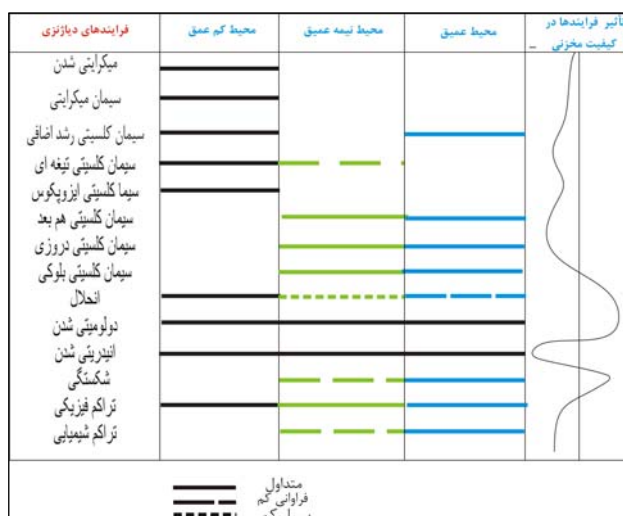 فرایندهای دیاژنزی
محیط کم عمق
محیط نیمه عمیق
محیط عمیق
تأثیر فرایندها در
کیفیت مخزنی
میکرایتی شدن
سیمان میکرایتی
سیمان کلسیتی رشد اضافی
سیمان کلسیتی تیغه ای
سیما کلسیتی ایزوپکوس
سیمان کلسیتی هم بعد
سیمان کلسیتی دروزی
سیمان کلسیتی بلوکی
انحلال
دولومیتی شدن
انیدریتی شدن
شکستگی
تراکم فیزیکی
تراکم شیمیایی
متداول
فراوانی کم